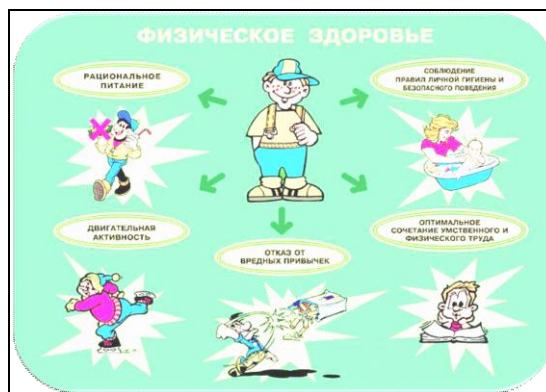 ФИЗИЧЕСКОЕ ЗДОРОВЬЕ
РАЦИОНАЛЬНОЕ
ПИТАНИЕ
СОБЛЮДЕНИЕ
ПРАВИЛ ЛИЧНОЙ ГИГИЕНЫ И
БЕЗОПАСНОГО ПОВЕДЕНИЯ
ДВИГАТЕЛЬНАЯ
АКТИВНОСТЬ
ОТКАЗ ОТ
ВРЕДНЫХ ПРИВЫЧЕК
ОПТИМАЛЬНОЕ
СОЧЕТАНИЕ УМСТВЕННОГО И
ФИЗИЧЕСКОГО ТРУДА